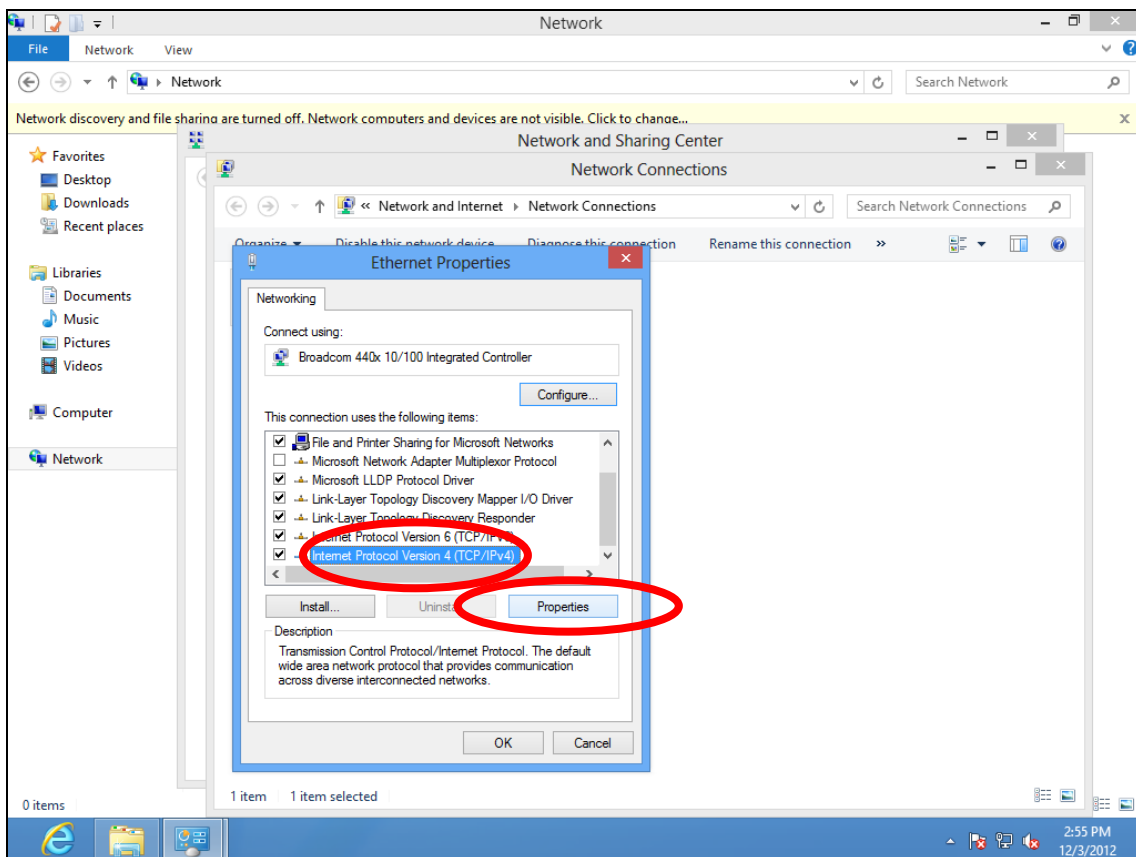 Network
File Network View
Network
Search Network
Network discovery and file sharing are turned off. Network computers and devices are not visible. Click to change...
Network and Sharing Center
Network Connections
Favorites
Desktop
Downloads
Recent places
Libraries
Documents
Music
Pictures
Videos
Computer
Network
« Network and Internet Network Connections
Search Network Connections
Organize Disable this network device Diagnose this connection Rename this connection »
Ethernet Properties
Networking
Connect using:
Broadcom 440x 10/100 Integrated Controller
Configure...
This connection uses the following items:
File and Printer Sharing for Microsoft Networks
Microsoft Network Adapter Multiplexor Protocol
Microsoft LLDP Protocol Driver
Link-Layer Topology Discovery Mapper I/O Driver
Link-Layer Topology Discovery Responder
Internet Protocol Version 6 (TCP/IPv6)
Internet Protocol Version 4 (TCP/IPv4)
Install... Properties
Description
Transmission Control Protocol/Internet Protocol. The default
wide area network protocol that provides communication
across diverse interconnected networks.
OK Cancel
1 item 1 item selected
0 items
2:55 PM
12/3/2012